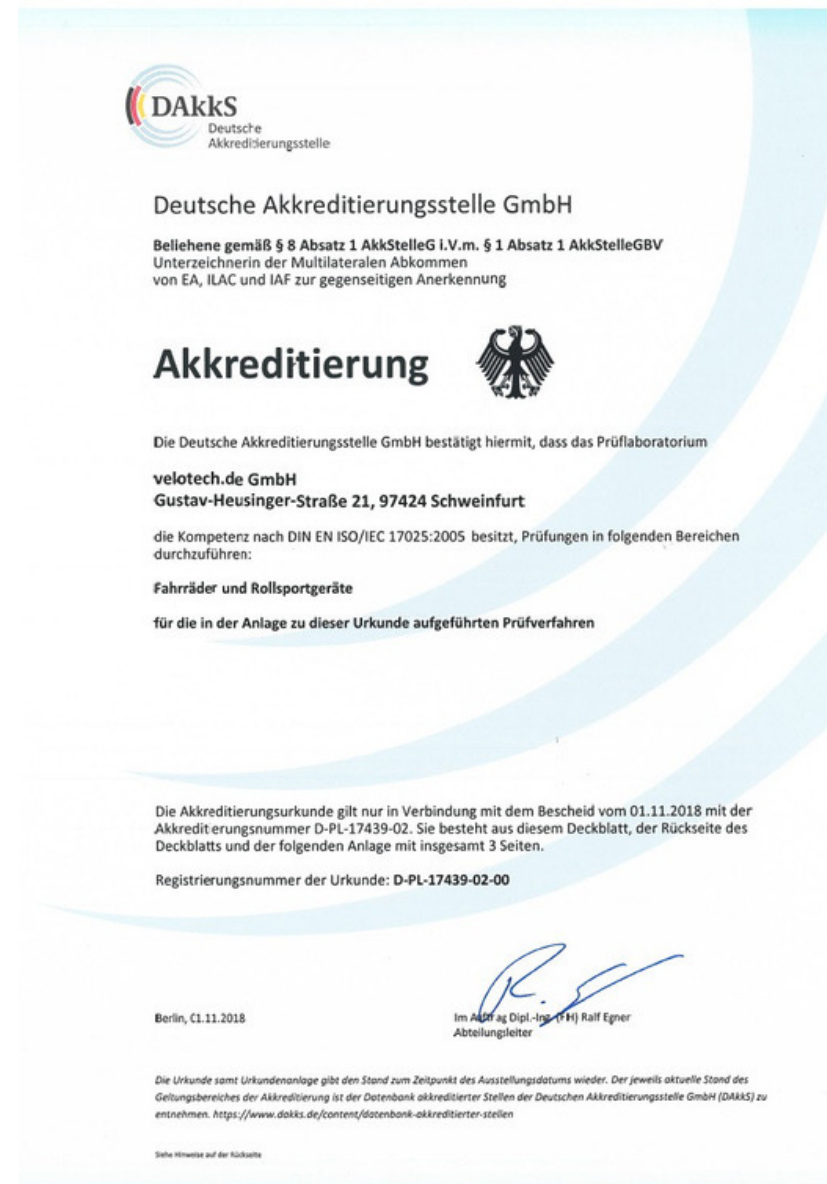 DAkkS
Deutsche
Akkreditierungsstelle
Deutsche Akkreditierungsstelle GmbH
Beliehene gemäß § 8 Absatz 1 AkkStelleG i.V.m. § 1 Absatz 1 AkkStelleGBV
Unterzeichnerin der Multilateralen Abkommen
von EA, ILAC und IAF zur gegenseitigen Anerkennung
Akkreditierung
Die Deutsche Akkreditierungsstelle GmbH bestätigt hiermit, dass das Prüflaboratorium
velotech.de GmbH
Gustav-Heusinger-Straße 21, 97424 Schweinfurt
die Kompetenz nach DIN EN ISO/IEC 17025:2005 besitzt, Prüfungen in folgenden Bereichen
durchzuführen:
Fahrräder und Rollsportgeräte
für die in der Anlage zu dieser Urkunde aufgeführten Prüfverfahren
Die Akkreditierungsurkunde gilt nur in Verbindung mit dem Bescheid vom 01.11.2018 mit der
Akkreditierungsnummer D-PL-17439-02. Sie besteht aus diesem Deckblatt, der Rückseite des
Deckblatts und der folgenden Anlage mit insgesamt 3 Seiten.
Registrierungsnummer der Urkunde: D-PL-17439-02-00
Berlin, 01.11.2018
Im Auftrag Dipl.-Ing. (FH) Ralf Egner
Abteilungsleiter
Die Urkunde samt Urkundenanlage gibt den Stand zum Zeitpunkt des Ausstellungsdatums wieder. Der jeweils aktuelle Stand des
Geltungsbereiches der Akkreditierung ist der Datenbank akkreditierter Stellen der Deutschen Akkreditierungsstelle GmbH (DAkkS) zu
entnehmen. https://www.dakks.de/content/datenbank-akkreditierter-stellen
Siehe Hinweise auf der Rückseite